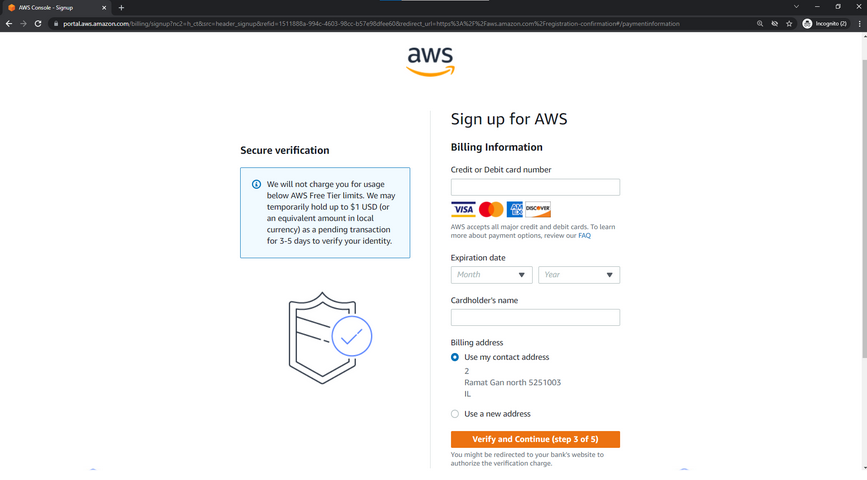 AWS Console - Signup
portal.aws.amazon.com/billing/signup?nc2=h_ct&src=header_signup&refid=1511888a-994c-4603-98cc-b57e98dfee60&redirect_url=https%3A%2F%2Faws.amazon.com%2Fregistration-confirmation#/paymentinformation
Incognito (2)
aws
Sign up for AWS
Secure verification
We will not charge you for usage
below AWS Free Tier limits. We may
temporarily hold up to $1 USD (or
an equivalent amount in local
currency) as a pending transaction
for 3-5 days to verify your identity.
Billing Information
Credit or Debit card number
VISA
AM EX
DISCOVER
AWS accepts all major credit and debit cards. To learn
more about payment options, review our FAQ
Expiration date
Month
Year
Cardholder's name
Billing address
Use my contact address
2
Ramat Gan north 5251003
IL
Use a new address
Verify and Continue (step 3 of 5)
You might be redirected to your bank's website to
authorize the verification charge.